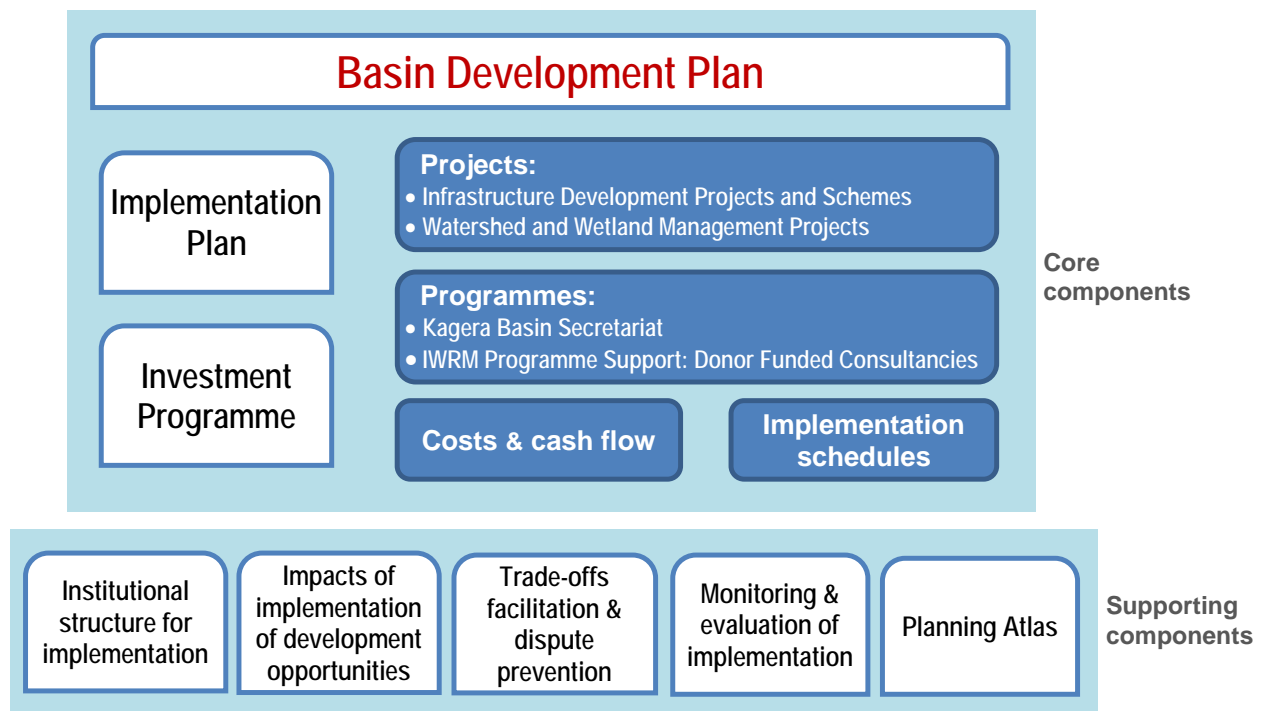 Basin Development Plan
Implementation
Plan
Investment
Programme
Projects:
• Infrastructure Development Projects and Schemes
• Watershed and Wetland Management Projects
Programmes:
• Kagera Basin Secretariat
• IWRM Programme Support: Donor Funded Consultancies
Costs & cash flow
Implementation
schedules
Core
components
Institutional
structure for
implementation
Impacts of
implementation
of development
opportunities
Trade-offs
facilitation &
dispute
prevention
Monitoring &
evaluation of
implementation
Planning Atlas
Supporting
components